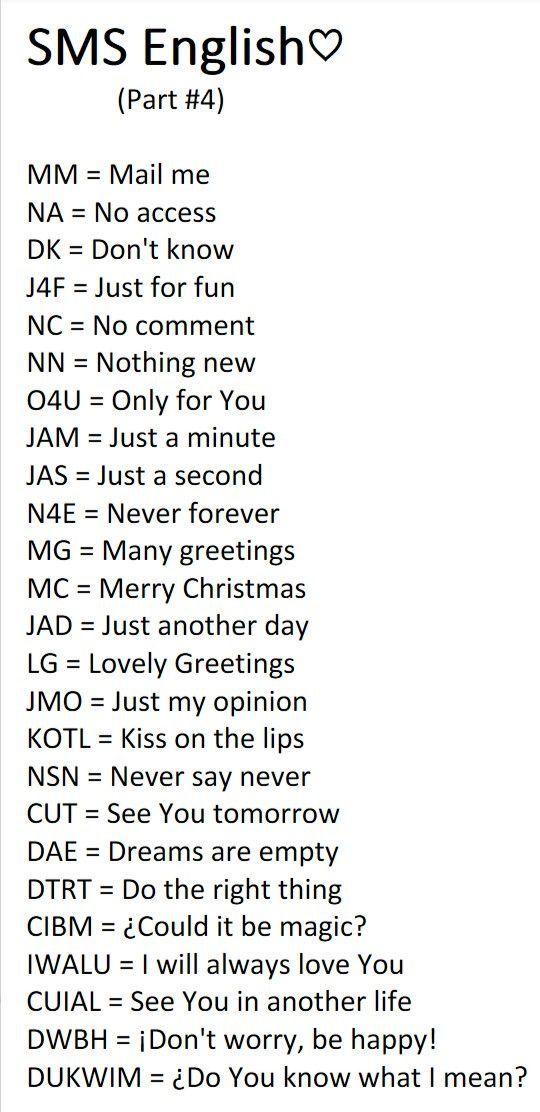 SMS English♡
(Part #4)
MM = Mail me
NA = No access
DK = Don't know
J4F = Just for fun
NC = No comment
NN = Nothing new
O4U = Only for You
JAM = Just a minute
JAS = Just a second
N4E = Never forever
MG = Many greetings
MC = Merry Christmas
JAD = Just another day
LG = Lovely Greetings
JMO = Just my opinion
KOTL = Kiss on the lips
NSN = Never say never
CUT = See You tomorrow
DAE = Dreams are empty
DTRT = Do the right thing
CIBM = ¿Could it be magic?
IWALU = I will always love You
CUIAL = See You in another life
DWBH = ¡Don't worry, be happy!
DUKWIM = ¿Do You know what I mean?